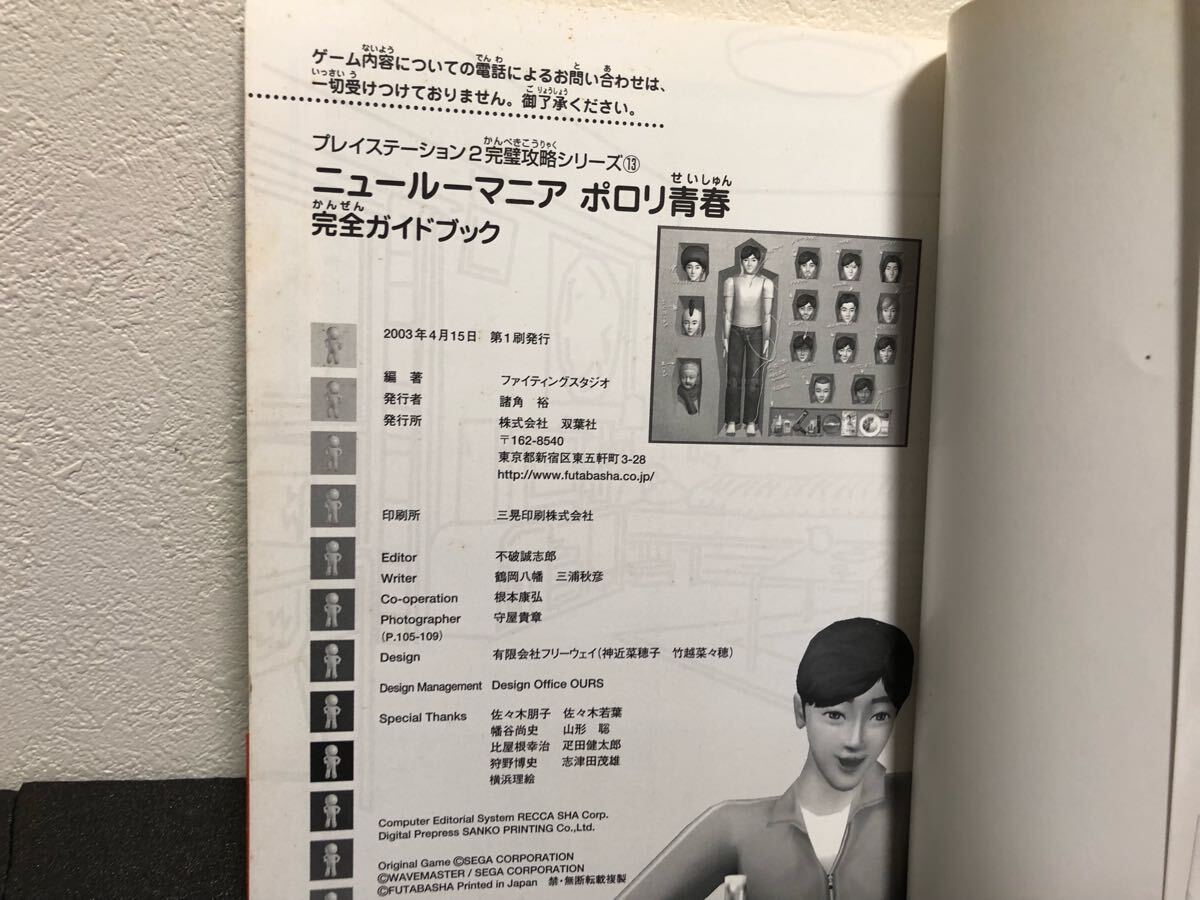 ゲーム内容についての電話によるお問い合わせは、
一切受けつけておりません。御了承ください。
プレイステーション2完璧攻略シリーズ⑬
ニュールーマニア ポロリ青春
完全ガイドブック
2003年4月15日 第1刷発行
編 著 ファイティングスタジオ
発行者 諸角 裕
発行所 株式会社 双葉社
〒162-8540
東京都新宿区東五軒町3-28
http://www.futabasha.co.jp/
印刷所 三晃印刷株式会社
Editor 不破誠志郎
Writer 鶴岡八幡 三浦秋彦
Co-operation 根本康弘
Photographer 守屋貴章
(P.105-109)
Design 有限会社フリーウェイ(神近菜穂子 竹越菜々穂)
Design Management Design Office OURS
Special Thanks 佐々木朋子 佐々木若葉
幡谷尚史 山形 聡
比屋根幸治 疋田健太郎
狩野博史 志津田茂雄
横浜理絵
Computer Editorial System RECCA SHA Corp.
Digital Prepress SANKO PRINTING Co.,Ltd.
Original Game ©SEGA CORPORATION
©WAVEMASTER / SEGA CORPORATION
©FUTABASHA Printed in Japan 禁・無断転載複製